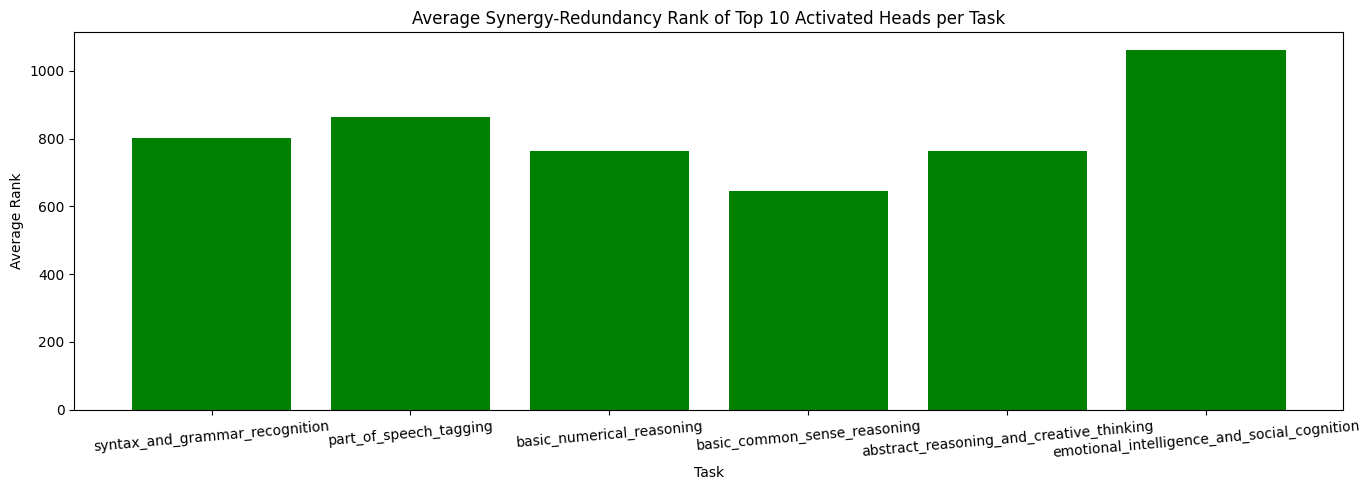 Average Synergy-Redundancy Rank of Top 10 Activated Heads per Task
Average Rank
1000
800
600
400
200
0
syntax_and_grammar_recognition
part_of_speech_tagging
basic_numerical_reasoning
basic_common_sense_reasoning
abstract_reasoning_and_creative_thinking
emotional_intelligence_and_social_cognition
Task